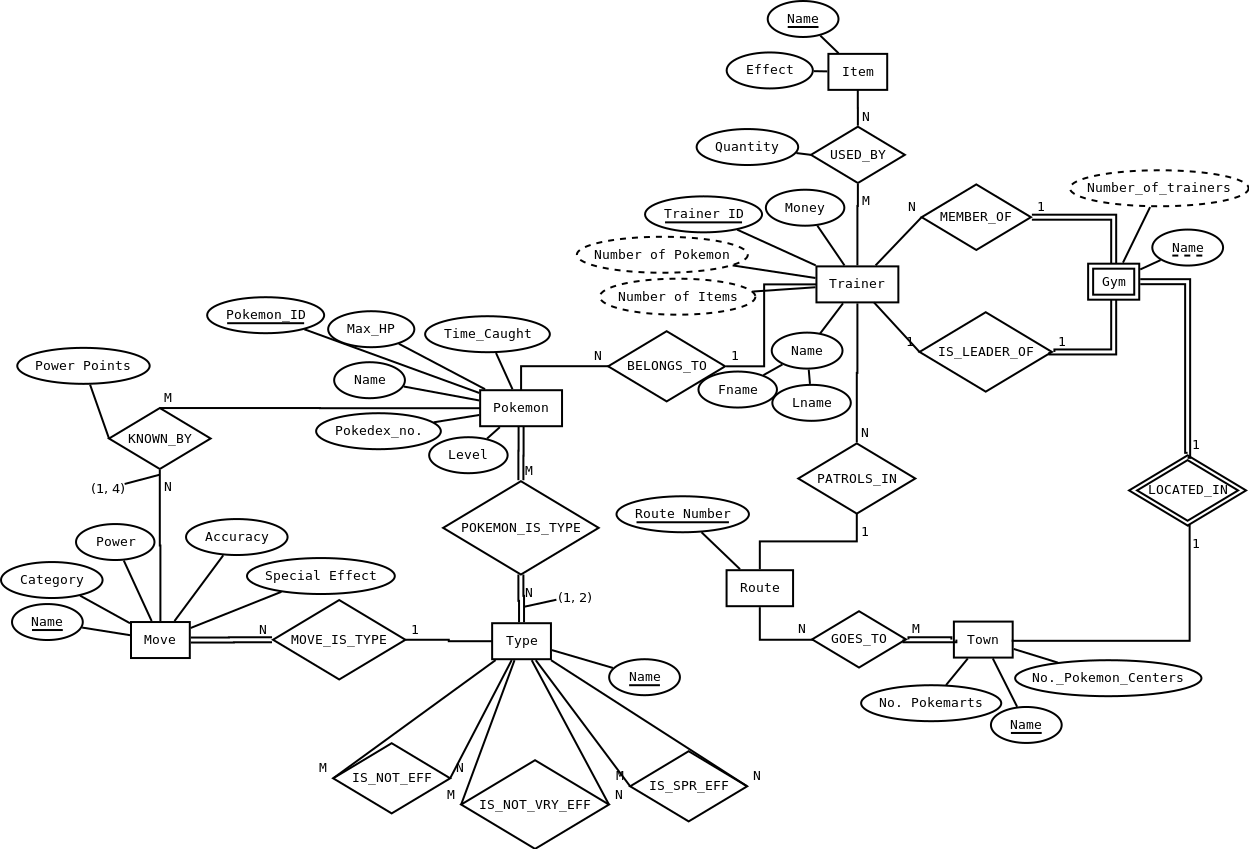 Name
Item
Effect
N
Quantity
USED_BY
Number_of_trainers
M
Trainer ID
Money
N
MEMBER_OF
1
Name
Number of Pokemon
Trainer
Gym
Number of Items
Pokemon_ID
Max_HP
Time_Caught
1
IS_LEADER_OF
1
Power Points
Name
N
BELONGS_TO
1
Name
Fname
Lname
M
Pokemon
KNOWN_BY
Pokedex_no.
Level
N
1
(1, 4)
N
M
PATROLS_IN
LOCATED_IN
POKEMON_IS_TYPE
Route Number
1
1
Power
Accuracy
Category
Special Effect
N
(1, 2)
Route
Name
Move
N
MOVE_IS_TYPE
1
Type
N
GOES_TO
M
Town
Name
No._Pokemon_Centers
No. Pokemarts
Name
M
IS_NOT_EFF
N
M
IS_NOT_VRY_EFF
N
M
IS_SPR_EFF
N